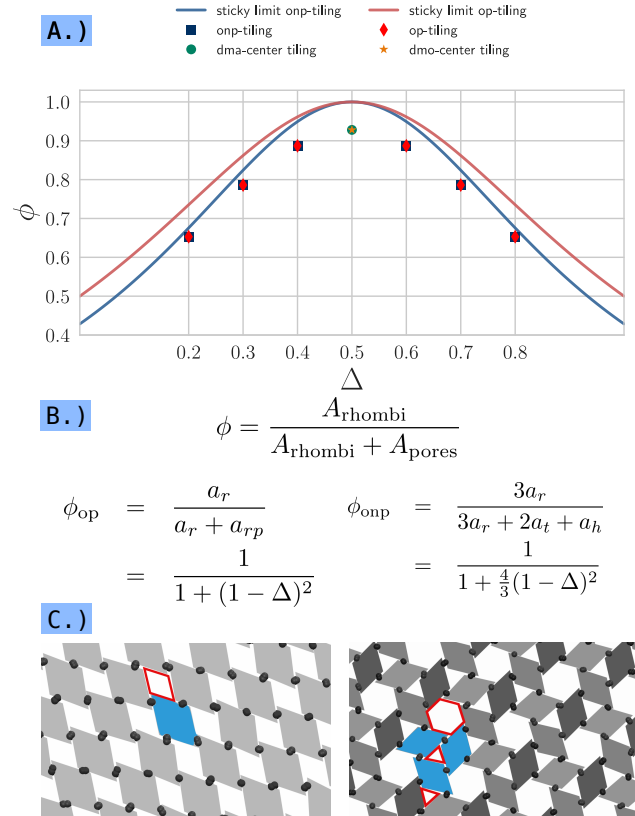 A.)
sticky limit onp-tiling
sticky limit op-tiling
onp-tiling
op-tiling
dma-center tiling
dmo-center tiling
1.0
0.9
0.8
0.7
0.6
0.5
0.4
ϕ
0.2 0.3 0.4 0.5 0.6 0.7 0.8
Δ
B.)
ϕ = A_rhombi / (A_rhombi + A_pores)
ϕ_op = a_r / (a_r + a_rp)
= 1 / (1 + (1 − Δ)²)
ϕ_onp = 3a_r / (3a_r + 2a_t + a_h)
= 1 / (1 + 4/3 (1 − Δ)²)
C.)